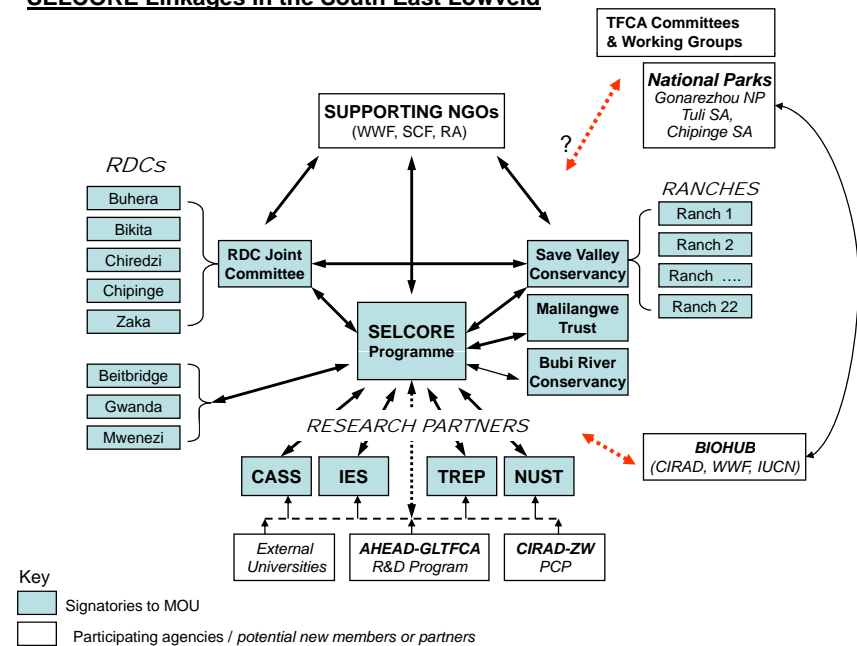 SELCORE Linkages in the South East Lowveld
TFCA Committees
& Working Groups
National Parks
Gonarezhou NP
Tuli SA,
Chipinge SA
SUPPORTING NGOs
(WWF, SCF, RA)
?
RDCs
Buhera
Bikita
Chiredzi
Chipinge
Zaka
RANCHES
Ranch 1
Ranch 2
Ranch ….
Ranch 22
RDC Joint
Committee
Save Valley
Conservancy
Malilangwe
Trust
Bubi River
Conservancy
SELCORE
Programme
Beitbridge
Gwanda
Mwenezi
RESEARCH PARTNERS
CASS
IES
TREP
NUST
BIOHUB
(CIRAD, WWF, IUCN)
External
Universities
AHEAD-GLTFCA
R&D Program
CIRAD-ZW
PCP
Key
Signatories to MOU
Participating agencies / potential new members or partners